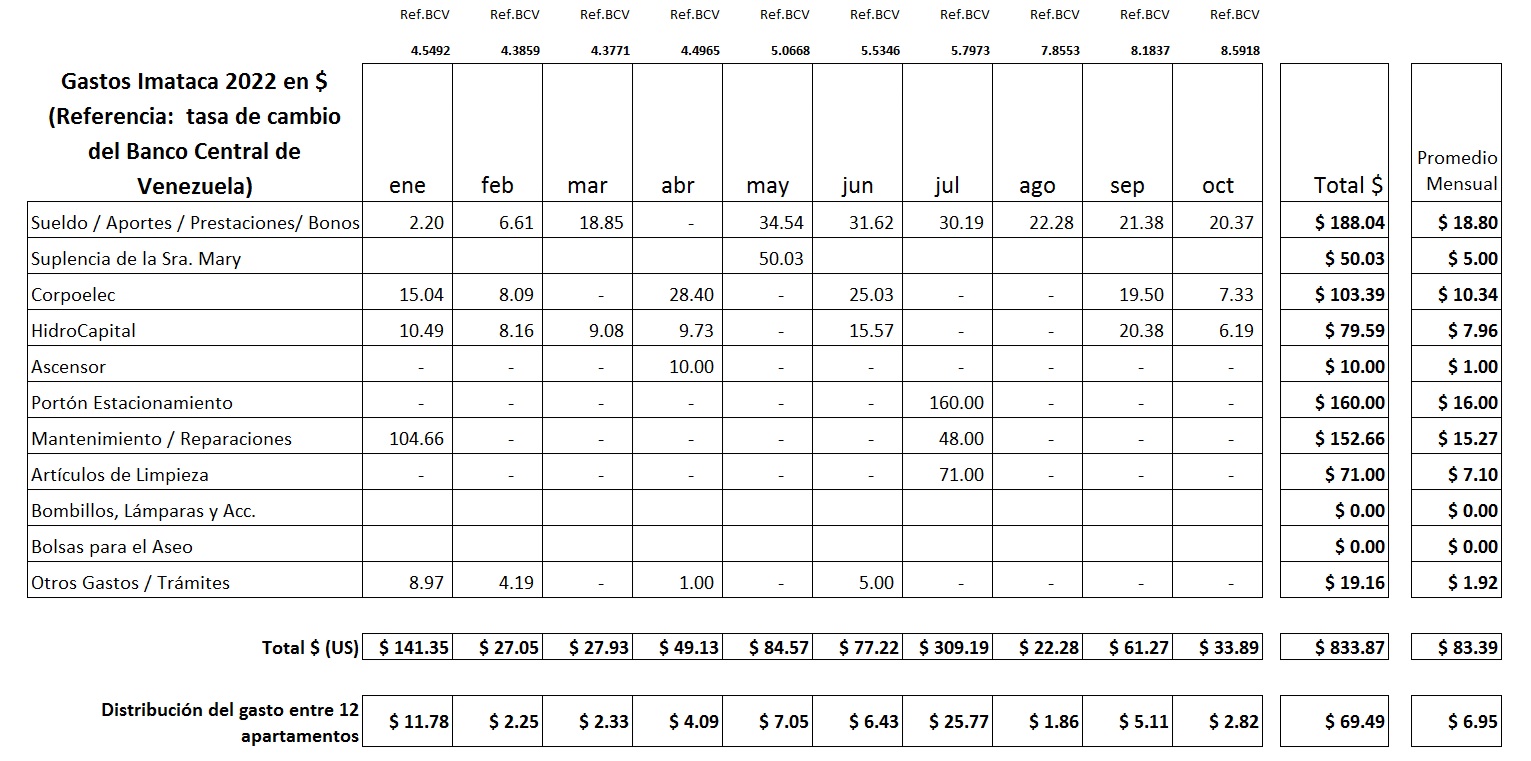 Ref.BCV Ref.BCV Ref.BCV Ref.BCV Ref.BCV Ref.BCV Ref.BCV Ref.BCV Ref.BCV Ref.BCV
4.5492 4.3859 4.3771 4.4965 5.0668 5.5346 5.7973 7.8553 8.1837 8.5918
Gastos Imataca 2022 en $
(Referencia: tasa de cambio
del Banco Central de
Venezuela) ene feb mar abr may jun jul ago sep oct Total $ Promedio
Mensual
Sueldo / Aportes / Prestaciones/ Bonos 2.20 6.61 18.85 - 34.54 31.62 30.19 22.28 21.38 20.37 $ 188.04 $ 18.80
Suplencia de la Sra. Mary 50.03 $ 50.03 $ 5.00
Corpoelec 15.04 8.09 - 28.40 - 25.03 - - 19.50 7.33 $ 103.39 $ 10.34
HidroCapital 10.49 8.16 9.08 9.73 - 15.57 - - 20.38 6.19 $ 79.59 $ 7.96
Ascensor - - - 10.00 - - - - - - $ 10.00 $ 1.00
Portón Estacionamiento - - - - - - 160.00 - - - $ 160.00 $ 16.00
Mantenimiento / Reparaciones 104.66 - - - - - 48.00 - - - $ 152.66 $ 15.27
Artículos de Limpieza - - - - - - 71.00 - - - $ 71.00 $ 7.10
Bombillos, Lámparas y Acc. $ 0.00 $ 0.00
Bolsas para el Aseo $ 0.00 $ 0.00
Otros Gastos / Trámites 8.97 4.19 - 1.00 - 5.00 - - - - $ 19.16 $ 1.92
Total $ (US) $ 141.35 $ 27.05 $ 27.93 $ 49.13 $ 84.57 $ 77.22 $ 309.19 $ 22.28 $ 61.27 $ 33.89 $ 833.87 $ 83.39
Distribución del gasto entre 12
apartamentos $ 11.78 $ 2.25 $ 2.33 $ 4.09 $ 7.05 $ 6.43 $ 25.77 $ 1.86 $ 5.11 $ 2.82 $ 69.49 $ 6.95